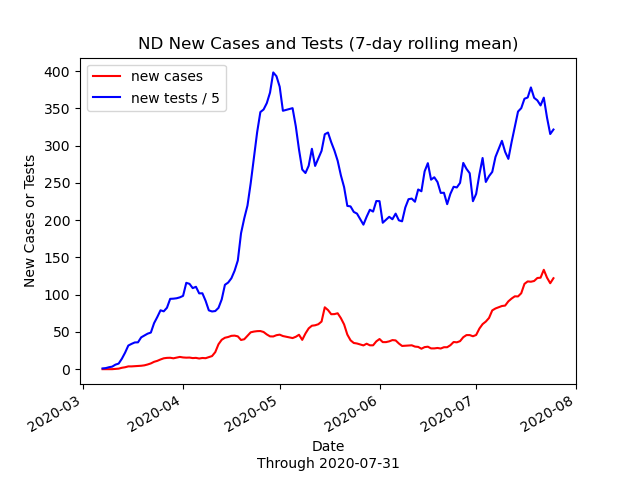 ND New Cases and Tests (7-day rolling mean)
new cases
new tests / 5
New Cases or Tests
400
350
300
250
200
150
100
50
0
2020-03
2020-04
2020-05
2020-06
2020-07
2020-08
Date
Through 2020-07-31